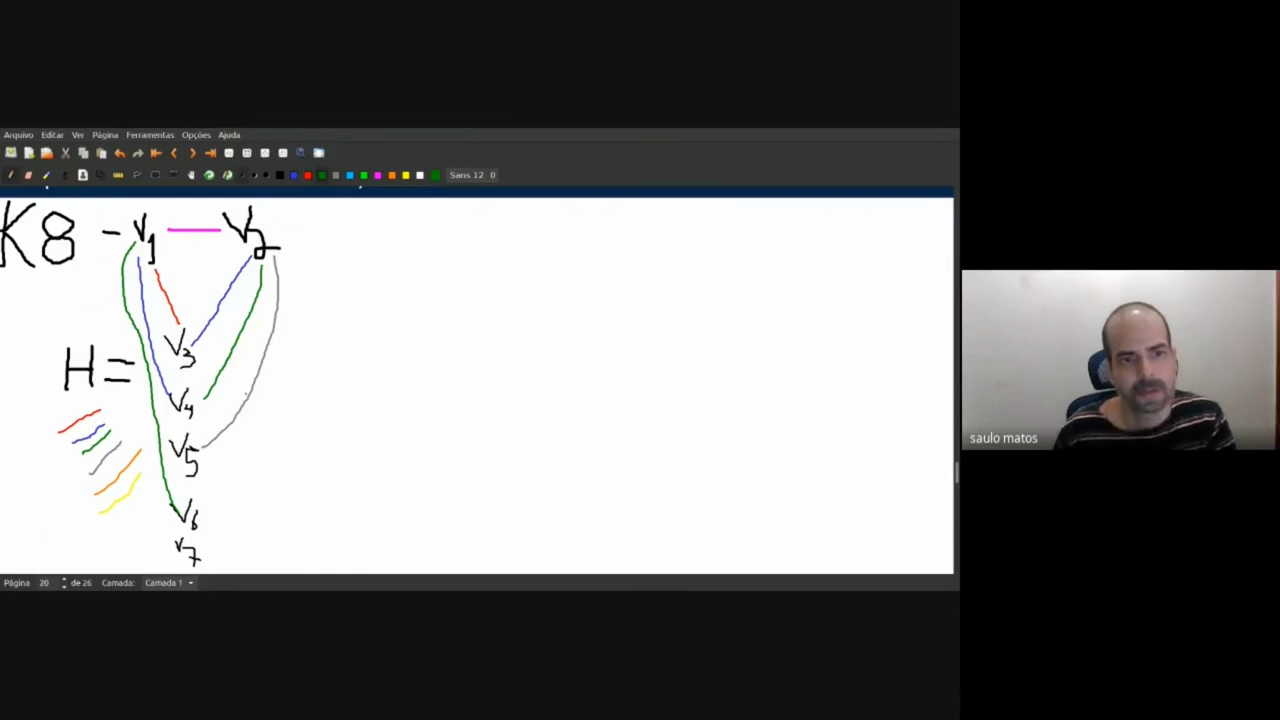 Arquivo Editar Ver Página Ferramentas Opções Ajuda
Sans 12 0
K8 - V1 V2
V3
H =
V4
V5
V6
V7
saulo matos
Página 20 de 26 Camada: Camada 1